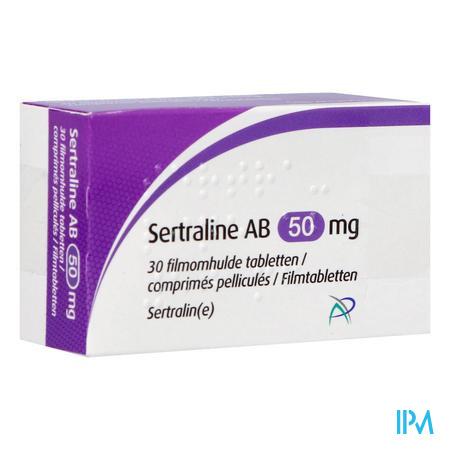 Sertraline AB 50 mg
30 filmomhulde tabletten /
comprimés pelliculés / Filmtabletten
Sertralin(e)
Sertraline AB 50 mg
30 filmomhulde tabletten /
comprimés pelliculés / Filmtabletten
IPM